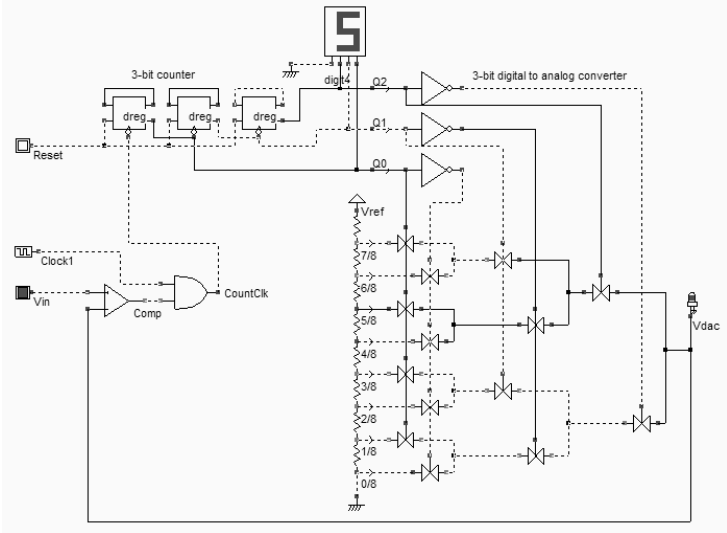 5
3-bit counter
digit4
Q2
3-bit digital to analog converter
dreg
dreg
dreg
Q1
Reset
Q0
Vref
7/8
Clock1
6/8
CountClk
Vin
Comp
5/8
Vdac
4/8
3/8
2/8
1/8
0/8